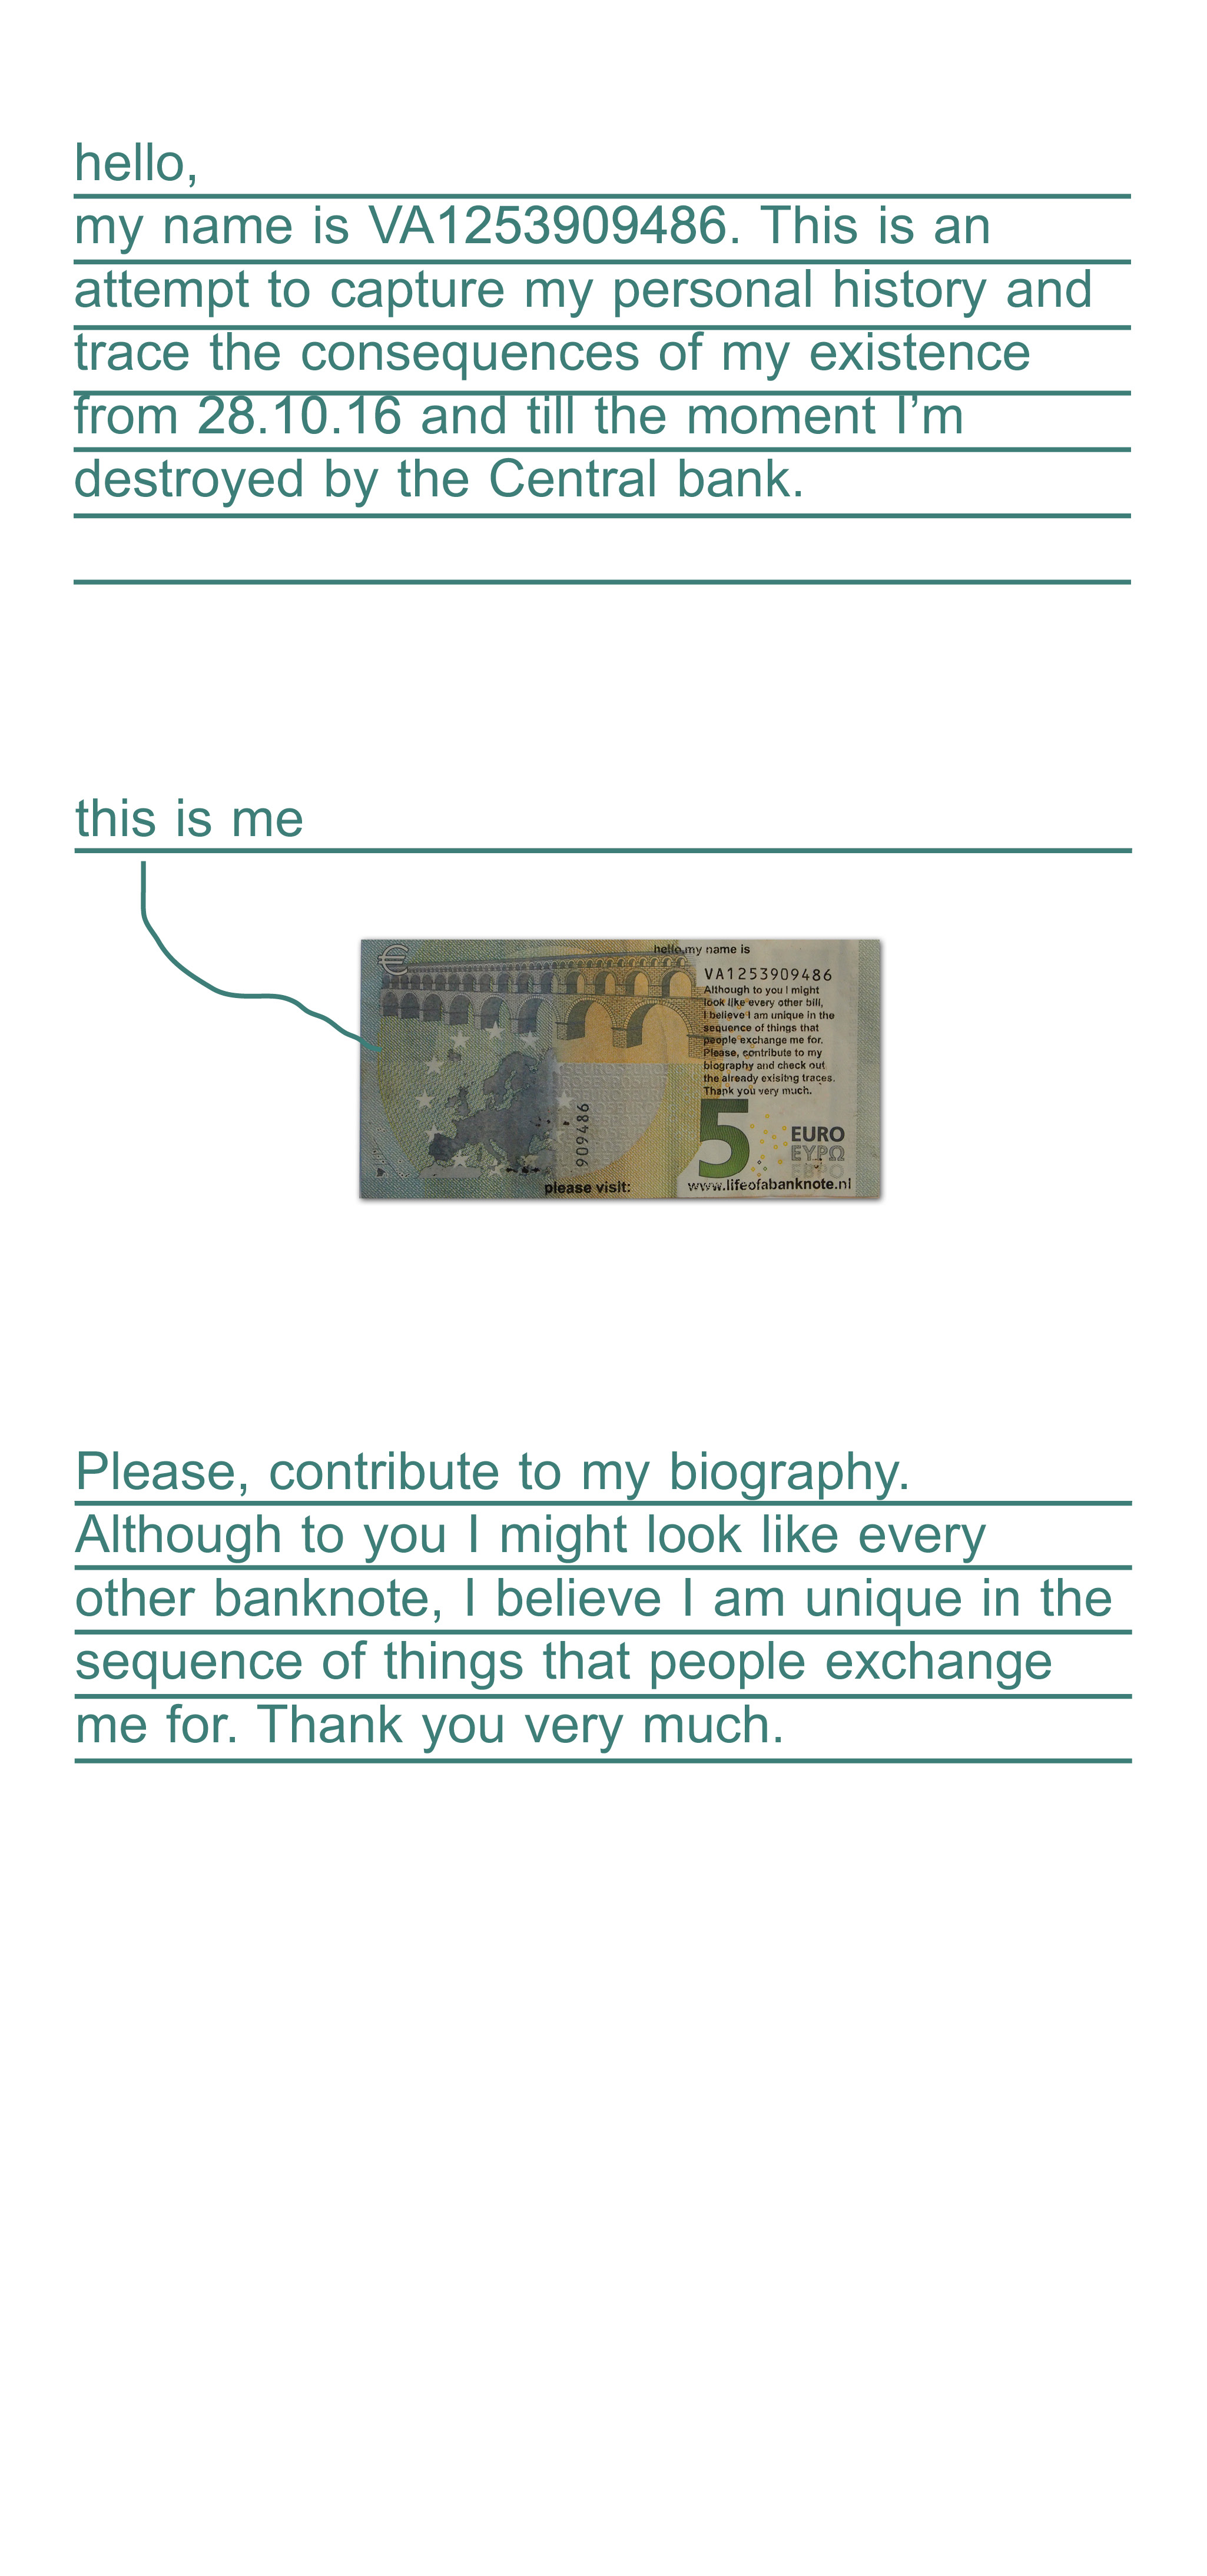 hello,
my name is VA1253909486. This is an
attempt to capture my personal history and
trace the consequences of my existence
from 28.10.16 and till the moment I'm
destroyed by the Central bank.
this is me
hello,my name is
VA1253909486
Although to you I might
look like every other bill,
I believe I am unique in the
sequence of things that
people exchange me for.
Please, contribute to my
biography and check out
the already exisitng traces.
Thank you very much.
909486
5
EURO
ΕΥΡΩ
ЕВРО
please visit: www.lifeofabanknote.nl
Please, contribute to my biography.
Although to you I might look like every
other banknote, I believe I am unique in the
sequence of things that people exchange
me for. Thank you very much.